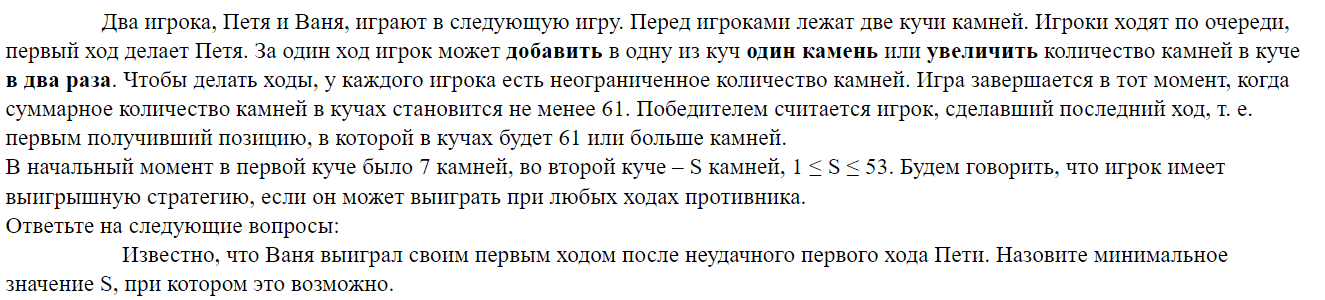 Два игрока, Петя и Ваня, играют в следующую игру. Перед игроками лежат две кучи камней. Игроки ходят по очереди,
первый ход делает Петя. За один ход игрок может добавить в одну из куч один камень или увеличить количество камней в куче
в два раза. Чтобы делать ходы, у каждого игрока есть неограниченное количество камней. Игра завершается в тот момент, когда
суммарное количество камней в кучах становится не менее 61. Победителем считается игрок, сделавший последний ход, т. е.
первым получивший позицию, в которой в кучах будет 61 или больше камней.
В начальный момент в первой куче было 7 камней, во второй куче – S камней, 1 ≤ S ≤ 53. Будем говорить, что игрок имеет
выигрышную стратегию, если он может выиграть при любых ходах противника.
Ответьте на следующие вопросы:
Известно, что Ваня выиграл своим первым ходом после неудачного первого хода Пети. Назовите минимальное
значение S, при котором это возможно.